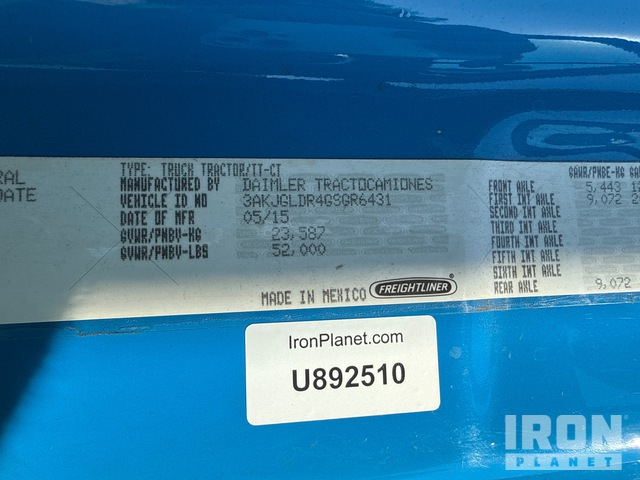 RAL
DATE
TYPE: TRUCK TRACTOR/TT-CT
MANUFACTURED BY DAIMLER TRACTOCAMIONES
VEHICLE ID NO 3AKJGLDR4GSGR6431
DATE OF MFR 05/15
GVWR/PNBV-KG 23,587
GVWR/PNBV-LBS 52,000
MADE IN MEXICO FREIGHTLINER
GAWR/PNBE-KG
FRONT AXLE 5,443
FIRST INT AXLE 9,072
SECOND INT AXLE
THIRD INT AXLE
FOURTH INT AXLE
FIFTH INT AXLE
SIXTH INT AXLE
REAR AXLE 9,072
IronPlanet.com
U892510
IRON
PLANET